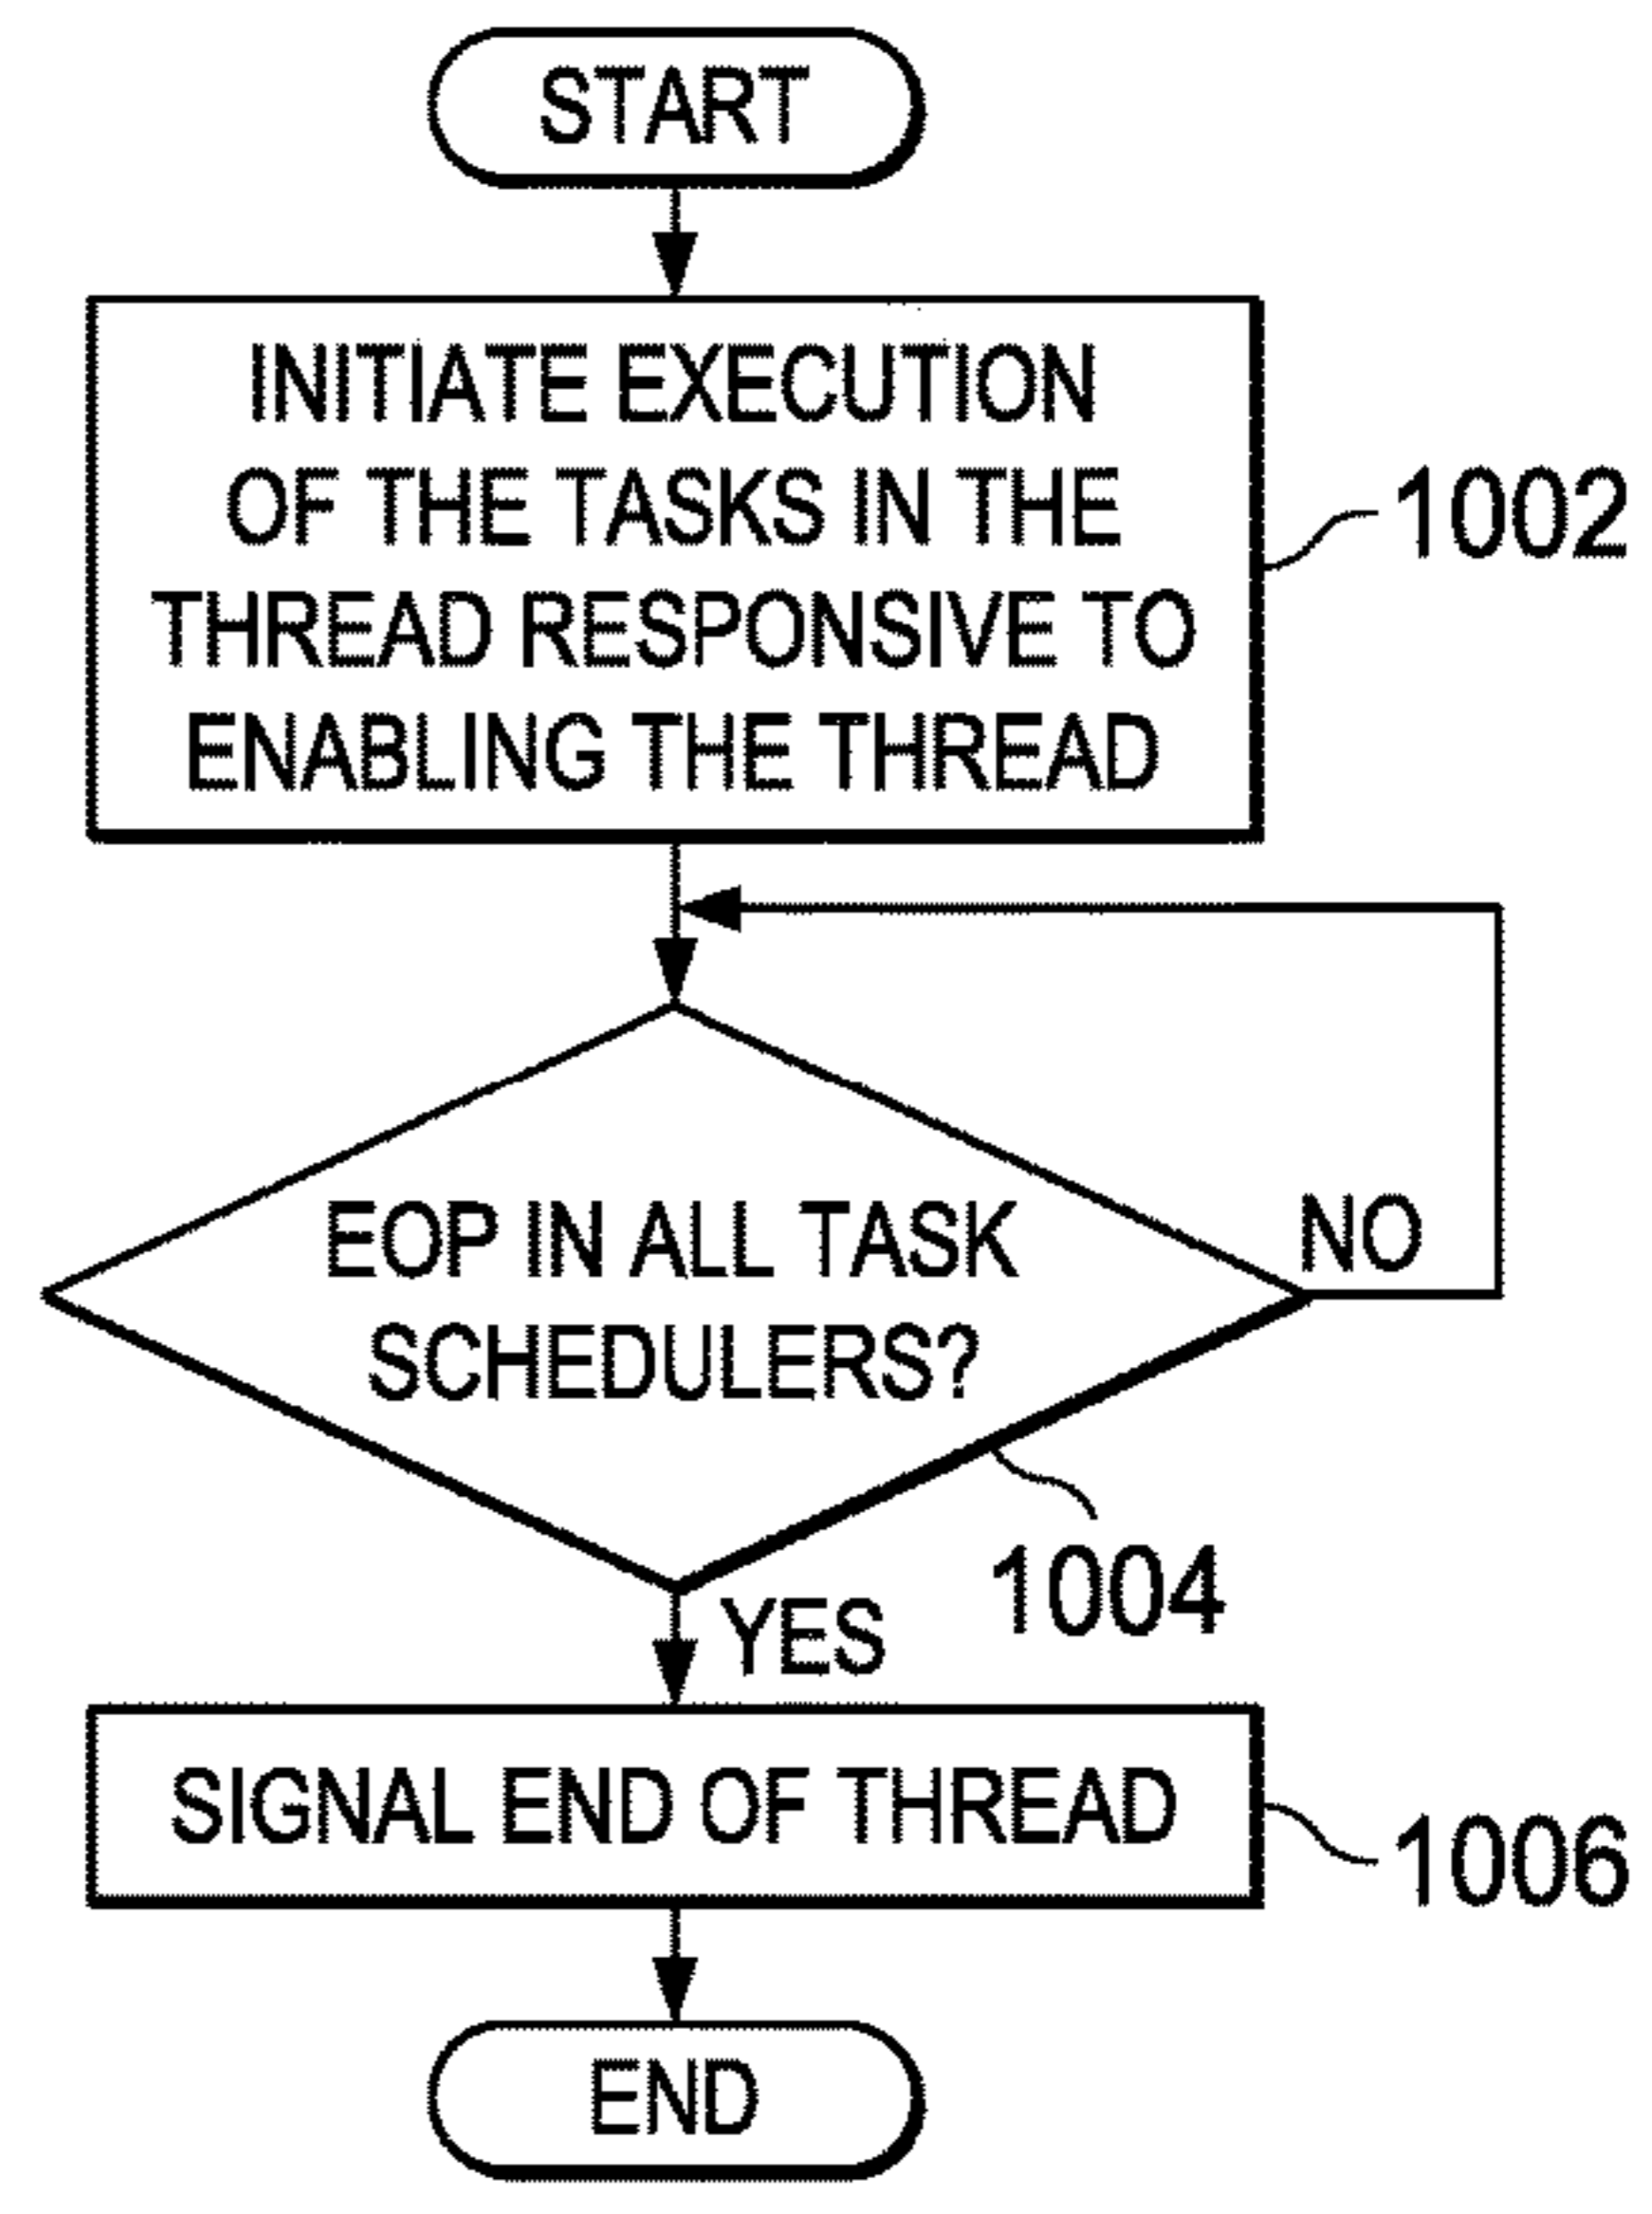 START
INITIATE EXECUTION
OF THE TASKS IN THE
THREAD RESPONSIVE TO
ENABLING THE THREAD
1002
EOP IN ALL TASK
SCHEDULERS?
NO
1004
YES
SIGNAL END OF THREAD
1006
END